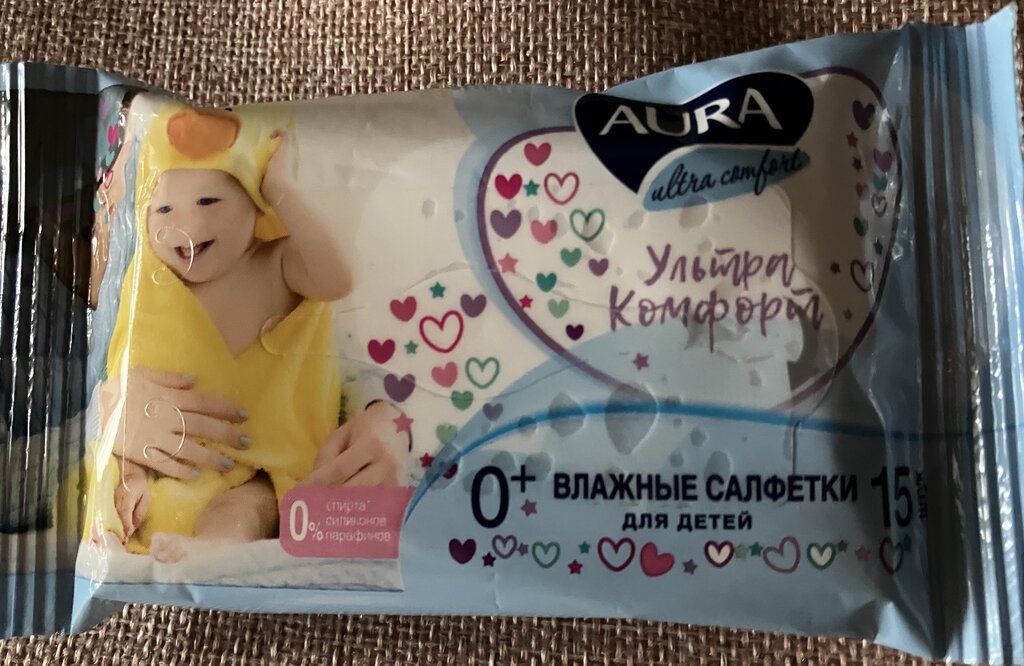 AURA
ultra comfort
Ультра
Комфорт
0+ ВЛАЖНЫЕ САЛФЕТКИ 15
ДЛЯ ДЕТЕЙ
0% спирта*
силиконов
парафинов